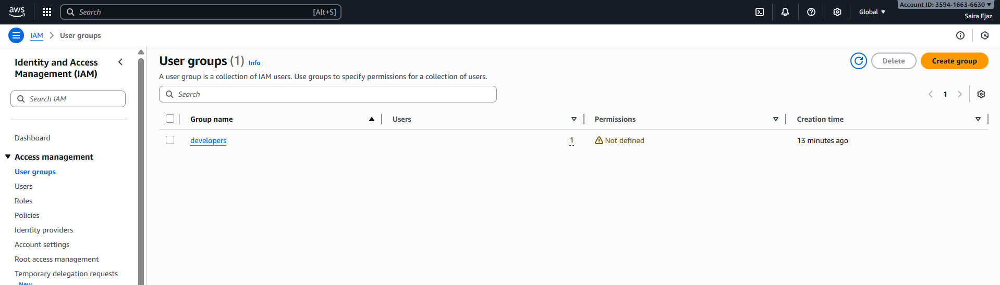 aws
Search
[Alt+S]
Global
Account ID: 3594-1663-6630
Saira Ejaz
IAM
User groups
Identity and Access
Management (IAM)
Search IAM
Dashboard
Access management
User groups
Users
Roles
Policies
Identity providers
Account settings
Root access management
Temporary delegation requests
New
User groups (1) Info
Delete
Create group
A user group is a collection of IAM users. Use groups to specify permissions for a collection of users.
Search
1
Group name
Users
Permissions
Creation time
developers
1
Not defined
13 minutes ago